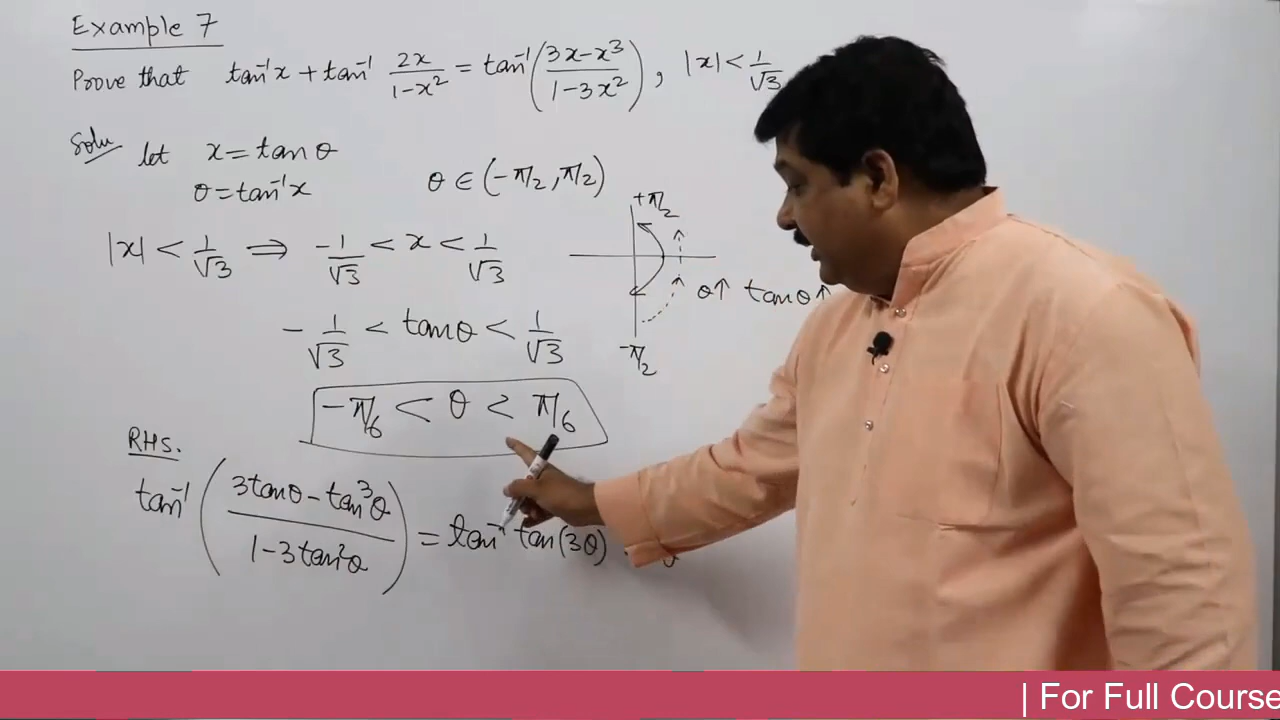 Example 7
Prove that tan⁻¹x + tan⁻¹ 2x/(1-x²) = tan⁻¹((3x-x³)/(1-3x²)), |x| < 1/√3
Solu let x = tan θ
θ = tan⁻¹x θ ∈ (-π/2, π/2)
+π/2
|x| < 1/√3 ⟹ -1/√3 < x < 1/√3
θ↑ tanθ↑
- 1/√3 < tanθ < 1/√3
-π/2
-π/6 < θ < π/6
RHS.
tan⁻¹((3tanθ - tan³θ)/(1-3tan²θ)) = tan⁻¹ tan(3θ)
| For Full Course